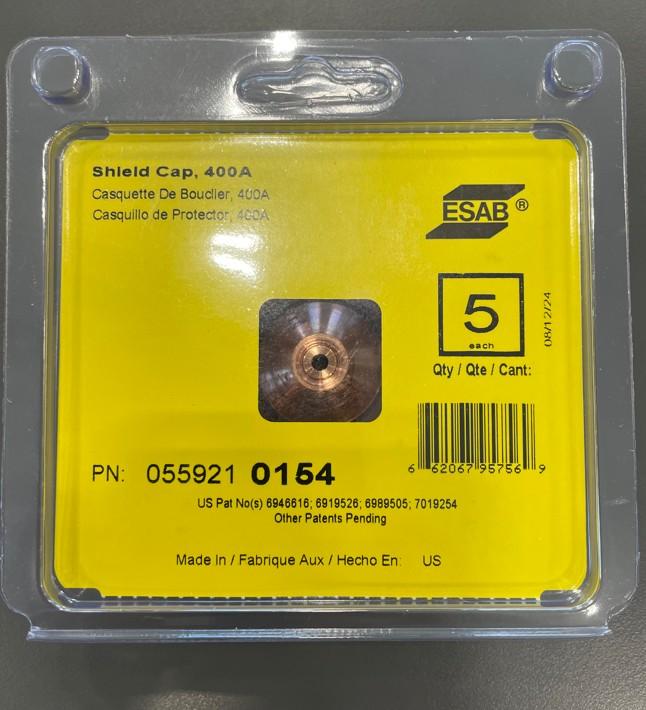 Shield Cap, 400A
Casquette De Bouclier, 400A
Casquillo de Protector, 400A
ESAB®
5
each
08/12/24
Qty / Qte / Cant:
6 62067 95756 9
PN: 055921 0154
US Pat No(s) 6946616; 6919526; 6989505; 7019254
Other Patents Pending
Made In / Fabrique Aux / Hecho En: US